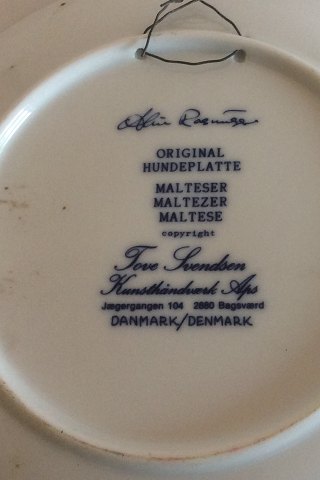 ORIGINAL
HUNDEPLATTE
MALTESER
MALTEZER
MALTESE
copyright
Tove Svendsen
Kunsthåndværk Aps
Jægergangen 104 2880 Bagsværd
DANMARK/DENMARK